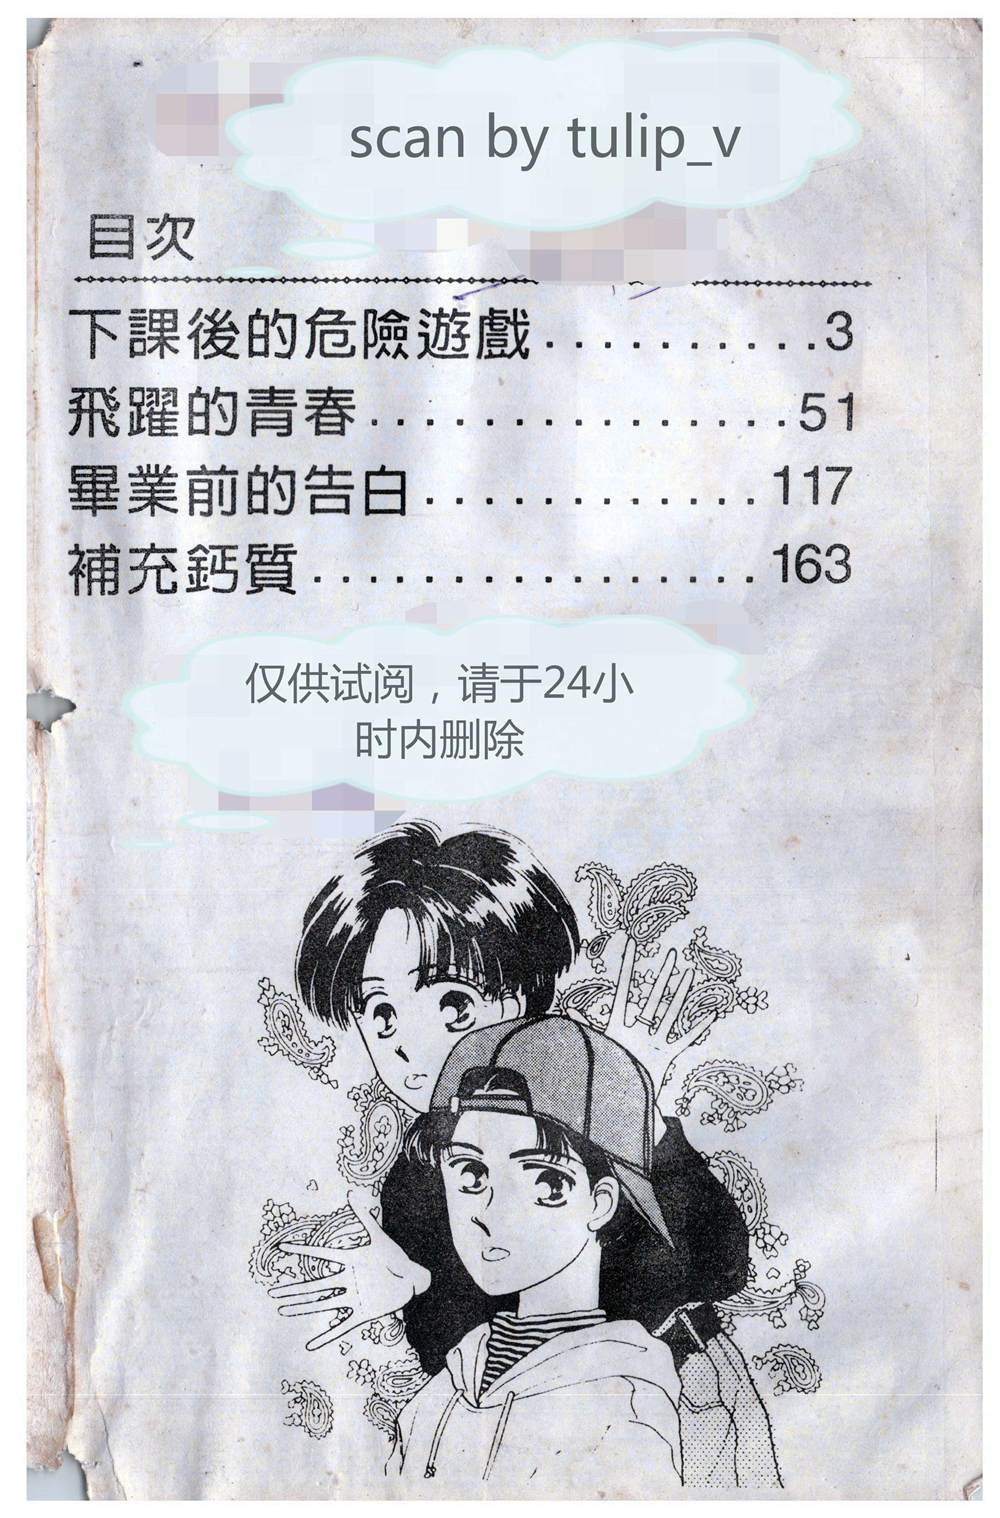 scan by tulip_v
目次
下課後的危險遊戲..........3
飛躍的青春...............51
畢業前的告白............117
補充鈣質................163
仅供试阅，请于24小
时内删除